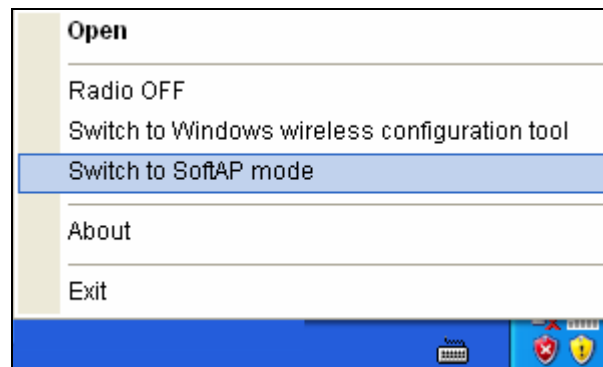 Open
Radio OFF
Switch to Windows wireless configuration tool
Switch to SoftAP mode
About
Exit